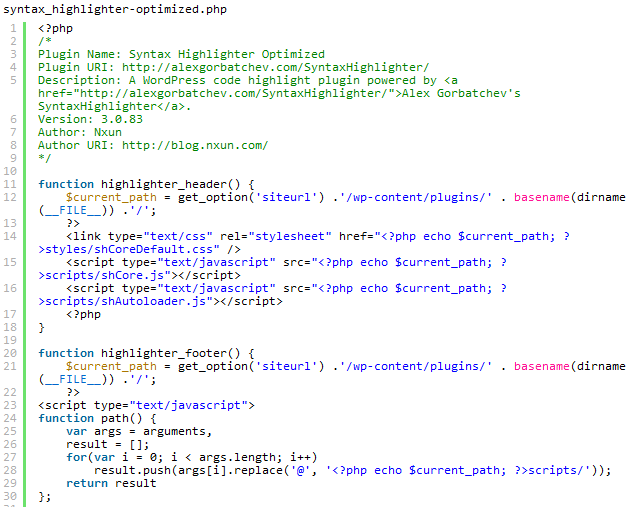 syntax_highlighter-optimized.php
1 <?php
2 /*
3 Plugin Name: Syntax Highlighter Optimized
4 Plugin URI: http://alexgorbatchev.com/SyntaxHighlighter/
5 Description: A WordPress code highlight plugin powered by <a
href="http://alexgorbatchev.com/SyntaxHighlighter/">Alex Gorbatchev's
SyntaxHighlighter</a>.
6 Version: 3.0.83
7 Author: Nxun
8 Author URI: http://blog.nxun.com/
9 */
10
11 function highlighter_header() {
12     $current_path = get_option('siteurl') .'/wp-content/plugins/' . basename(dirname
(__FILE__)) .'/';
13     ?>
14     <link type="text/css" rel="stylesheet" href="<?php echo $current_path; ?
>styles/shCoreDefault.css" />
15     <script type="text/javascript" src="<?php echo $current_path; ?
>scripts/shCore.js"></script>
16     <script type="text/javascript" src="<?php echo $current_path; ?
>scripts/shAutoloader.js"></script>
17     <?php
18 }
19
20 function highlighter_footer() {
21     $current_path = get_option('siteurl') .'/wp-content/plugins/' . basename(dirname
(__FILE__)) .'/';
22     ?>
23 <script type="text/javascript">
24 function path() {
25     var args = arguments,
26     result = [];
27     for(var i = 0; i < args.length; i++)
28         result.push(args[i].replace('@', '<?php echo $current_path; ?>scripts/'));
29     return result
30 };